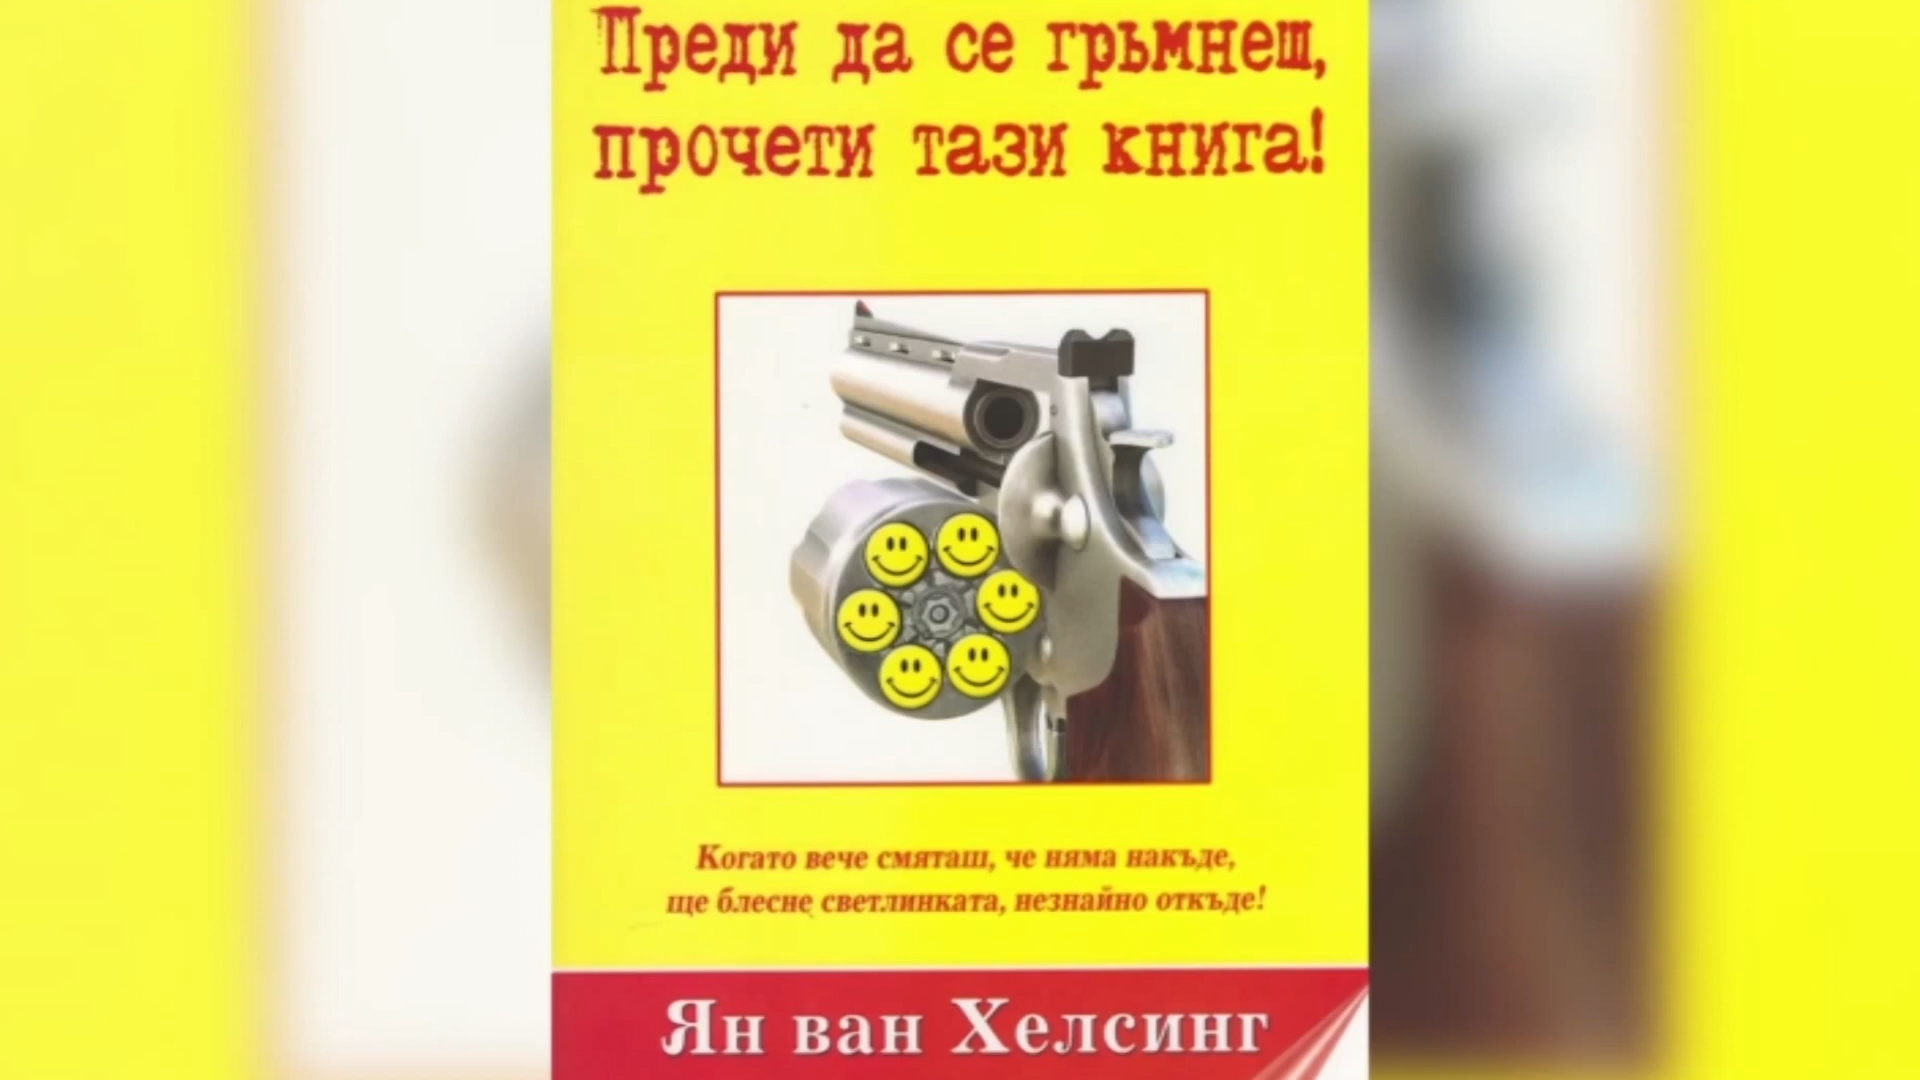 Преди да се гръмнеш,
прочети тази книга!
Когато вече смяташ, че няма накъде,
ще блесне светлинката, незнайно откъде!
Ян ван Хелсинг